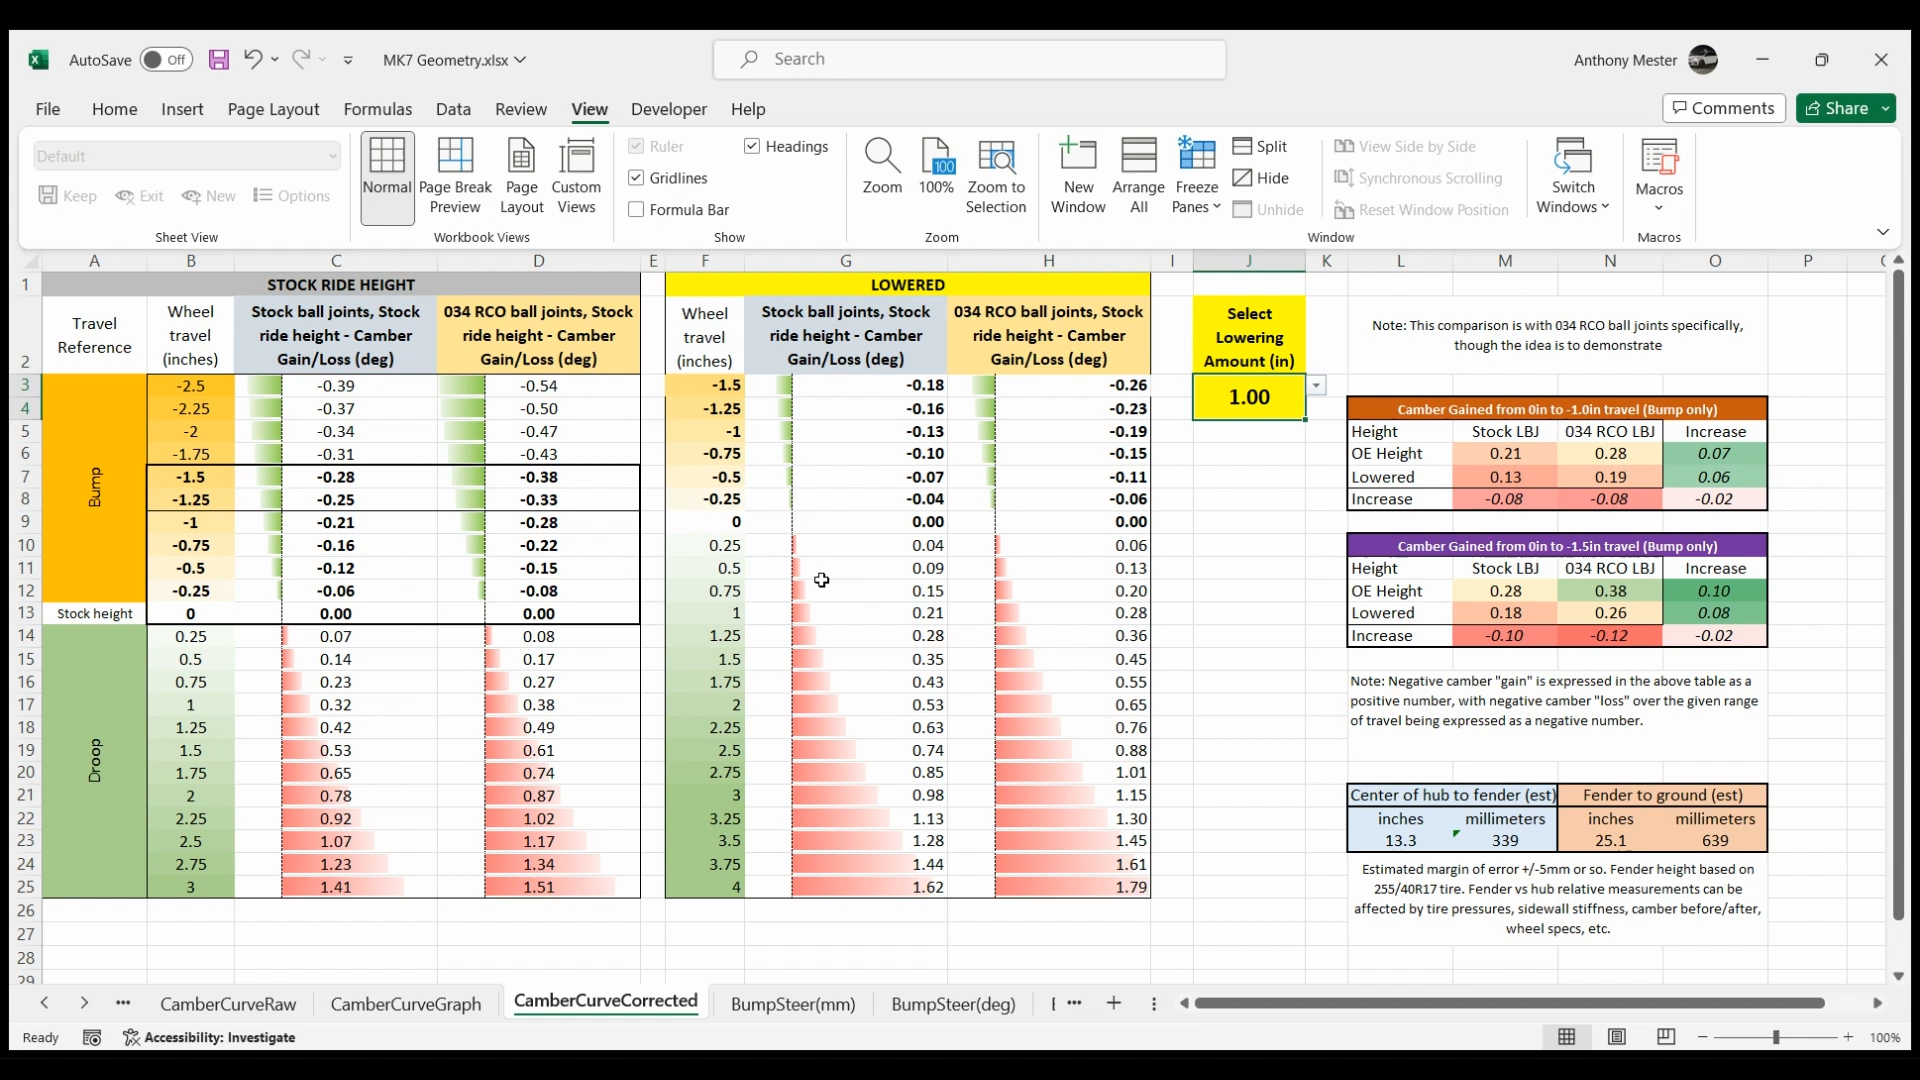 AutoSave Off MK7 Geometry.xlsx Search Anthony Mester
File Home Insert Page Layout Formulas Data Review View Developer Help Comments Share
Default
Keep Exit New Options
Sheet View
Normal Page Break Preview Page Layout Custom Views
Workbook Views
Ruler Headings
Gridlines
Formula Bar
Show
Zoom 100% Zoom to Selection
Zoom
New Window Arrange All Freeze Panes
Split
Hide
Unhide
View Side by Side
Synchronous Scrolling
Reset Window Position
Switch Windows
Window
Macros
Macros
A B C D E F G H I J K L M N O P
1 STOCK RIDE HEIGHT LOWERED
2 Travel Reference
Wheel travel (inches)
Stock ball joints, Stock ride height - Camber Gain/Loss (deg)
034 RCO ball joints, Stock ride height - Camber Gain/Loss (deg)
Wheel travel (inches)
Stock ball joints, Stock ride height - Camber Gain/Loss (deg)
034 RCO ball joints, Stock ride height - Camber Gain/Loss (deg)
Select
Lowering
Amount (in)
1.00
Bump
Stock height
Droop
3 -2.5 -0.39 -0.54 -1.5 -0.18 -0.26
4 -2.25 -0.37 -0.50 -1.25 -0.16 -0.23
5 -2 -0.34 -0.47 -1 -0.13 -0.19
6 -1.75 -0.31 -0.43 -0.75 -0.10 -0.15
7 -1.5 -0.28 -0.38 -0.5 -0.07 -0.11
8 -1.25 -0.25 -0.33 -0.25 -0.04 -0.06
9 -1 -0.21 -0.28 0 0.00 0.00
10 -0.75 -0.16 -0.22 0.25 0.04 0.06
11 -0.5 -0.12 -0.15 0.5 0.09 0.13
12 -0.25 -0.06 -0.08 0.75 0.15 0.20
13 0 0.00 0.00 1 0.21 0.28
14 0.25 0.07 0.08 1.25 0.28 0.36
15 0.5 0.14 0.17 1.5 0.35 0.45
16 0.75 0.23 0.27 1.75 0.43 0.55
17 1 0.32 0.38 2 0.53 0.65
18 1.25 0.42 0.49 2.25 0.63 0.76
19 1.5 0.53 0.61 2.5 0.74 0.88
20 1.75 0.65 0.74 2.75 0.85 1.01
21 2 0.78 0.87 3 0.98 1.15
22 2.25 0.92 1.02 3.25 1.13 1.30
23 2.5 1.07 1.17 3.5 1.28 1.45
24 2.75 1.23 1.34 3.75 1.44 1.61
25 3 1.41 1.51 4 1.62 1.79
26
27
28
29
Note: This comparison is with 034 RCO ball joints specifically,
though the idea is to demonstrate
Camber Gained from 0in to -1.0in travel (Bump only)
Height Stock LBJ 034 RCO LBJ Increase
OE Height 0.21 0.28 0.07
Lowered 0.13 0.19 0.06
Increase -0.08 -0.08 -0.02
Camber Gained from 0in to -1.5in travel (Bump only)
Height Stock LBJ 034 RCO LBJ Increase
OE Height 0.28 0.38 0.10
Lowered 0.18 0.26 0.08
Increase -0.10 -0.12 -0.02
Note: Negative camber "gain" is expressed in the above table as a
positive number, with negative camber "loss" over the given range
of travel being expressed as a negative number.
Center of hub to fender (est) Fender to ground (est)
inches millimeters inches millimeters
13.3 339 25.1 639
Estimated margin of error +/-5mm or so. Fender height based on
255/40R17 tire. Fender vs hub relative measurements can be
affected by tire pressures, sidewall stiffness, camber before/after,
wheel specs, etc.
CamberCurveRaw CamberCurveGraph CamberCurveCorrected BumpSteer(mm) BumpSteer(deg)
Ready Accessibility: Investigate 100%